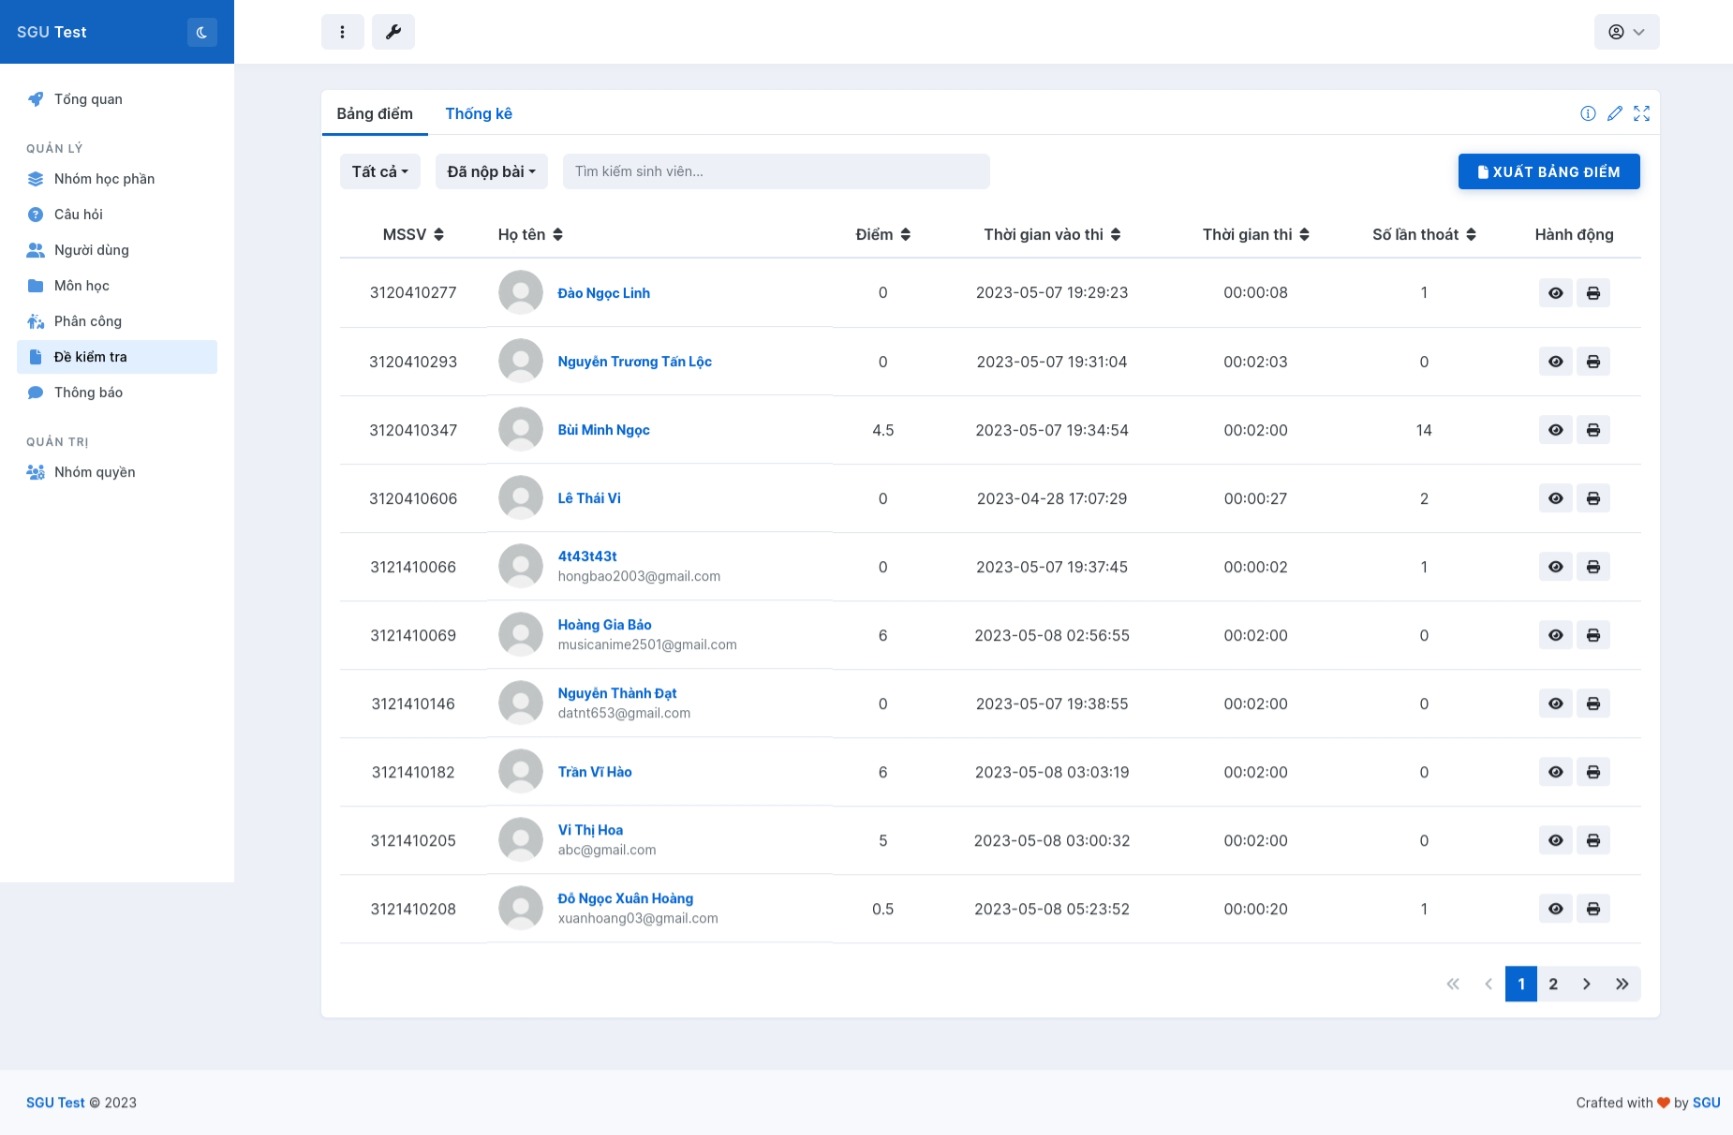 SGU Test
Tổng quan
QUẢN LÝ
Nhóm học phần
Câu hỏi
Người dùng
Môn học
Phân công
Đề kiểm tra
Thông báo
QUẢN TRỊ
Nhóm quyền
Bảng điểm Thống kê
Tất cả Đã nộp bài Tìm kiếm sinh viên... XUẤT BẢNG ĐIỂM
MSSV Họ tên Điểm Thời gian vào thi Thời gian thi Số lần thoát Hành động
3120410277 Đào Ngọc Linh 0 2023-05-07 19:29:23 00:00:08 1
3120410293 Nguyễn Trương Tấn Lộc 0 2023-05-07 19:31:04 00:02:03 0
3120410347 Bùi Minh Ngọc 4.5 2023-05-07 19:34:54 00:02:00 14
3120410606 Lê Thái Vi 0 2023-04-28 17:07:29 00:00:27 2
3121410066 4t43t43t 0 2023-05-07 19:37:45 00:00:02 1
hongbao2003@gmail.com
3121410069 Hoàng Gia Bảo 6 2023-05-08 02:56:55 00:02:00 0
musicanime2501@gmail.com
3121410146 Nguyễn Thành Đạt 0 2023-05-07 19:38:55 00:02:00 0
datnt653@gmail.com
3121410182 Trần Vĩ Hào 6 2023-05-08 03:03:19 00:02:00 0
3121410205 Vi Thị Hoa 5 2023-05-08 03:00:32 00:02:00 0
abc@gmail.com
3121410208 Đỗ Ngọc Xuân Hoàng 0.5 2023-05-08 05:23:52 00:00:20 1
xuanhoang03@gmail.com
1 2
SGU Test © 2023
Crafted with by SGU